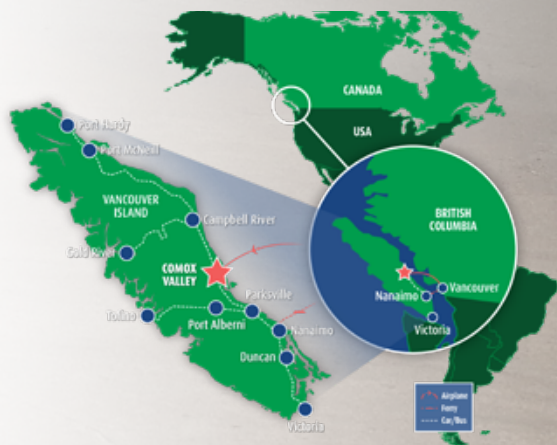 CANADA
USA
Port Hardy
Port McNeill
VANCOUVER
ISLAND
Campbell River
Gold River
COMOX
VALLEY
Parksville
Tofino
Port Alberni
Nanaimo
Duncan
Victoria
BRITISH
COLUMBIA
Vancouver
Nanaimo
Victoria
Airplane
Ferry
Car/Bus